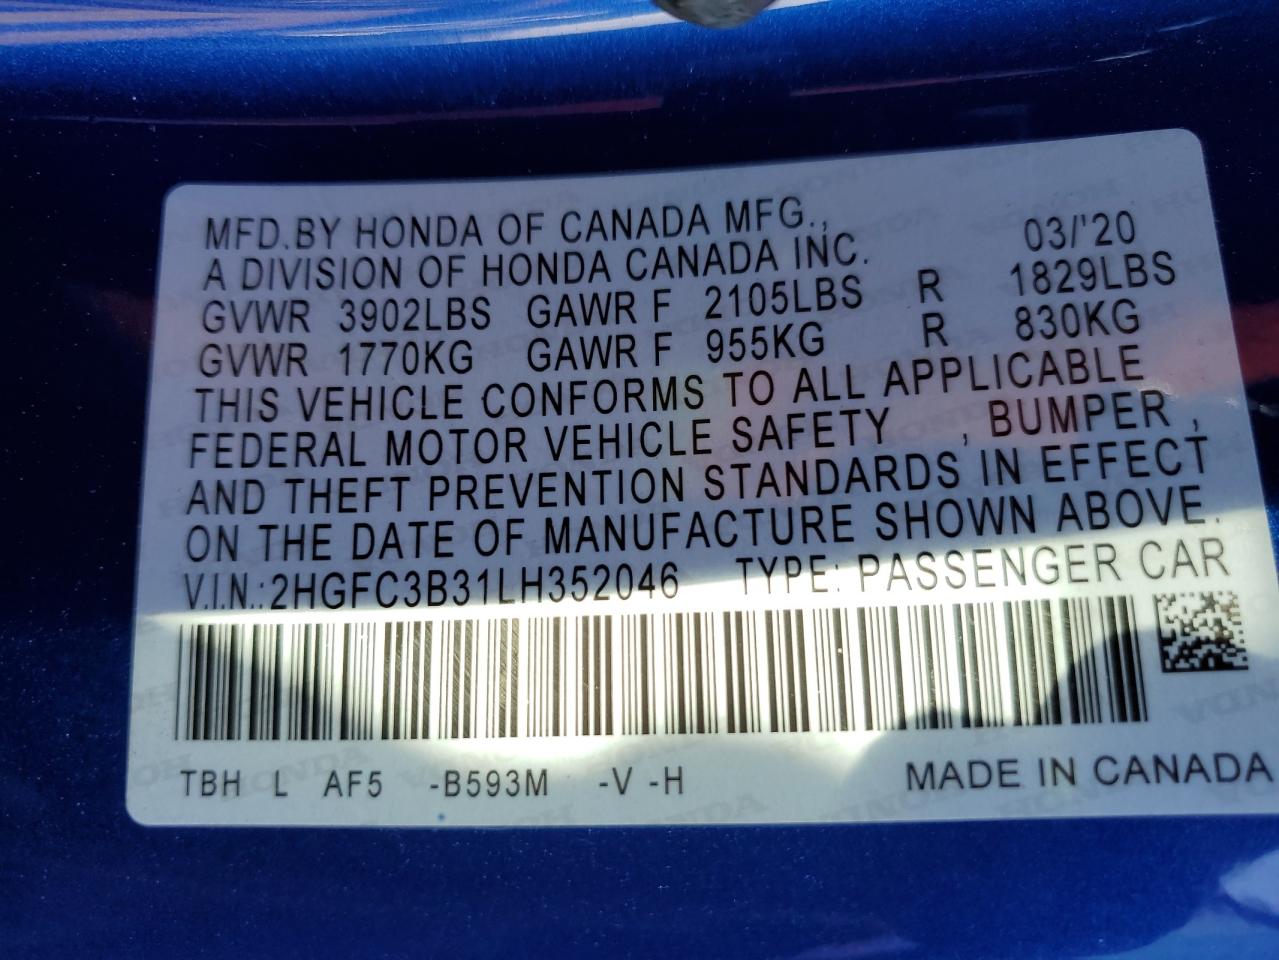 MFD.BY HONDA OF CANADA MFG., 03/'20
A DIVISION OF HONDA CANADA INC.
GVWR 3902LBS GAWR F 2105LBS R 1829LBS
GVWR 1770KG GAWR F 955KG R 830KG
THIS VEHICLE CONFORMS TO ALL APPLICABLE
FEDERAL MOTOR VEHICLE SAFETY , BUMPER ,
AND THEFT PREVENTION STANDARDS IN EFFECT
ON THE DATE OF MANUFACTURE SHOWN ABOVE.
V.I.N.:2HGFC3B31LH352046 TYPE: PASSENGER CAR
TBH L AF5 -B593M -V -H MADE IN CANADA